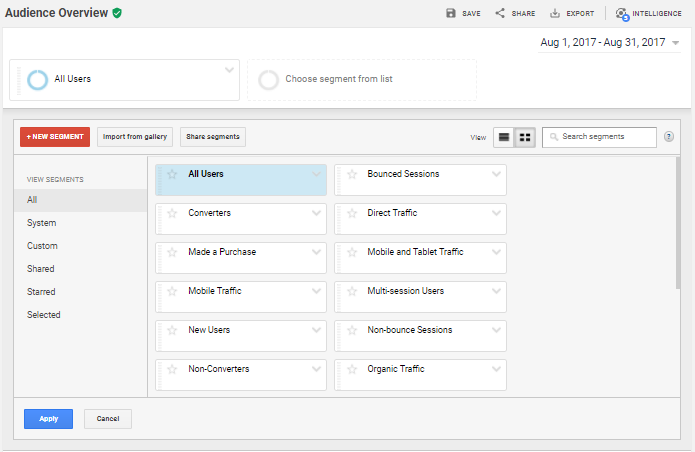 Audience Overview
SAVE SHARE EXPORT INTELLIGENCE
5
Aug 1, 2017 - Aug 31, 2017
All Users
Choose segment from list
+ NEW SEGMENT Import from gallery Share segments View Search segments ?
VIEW SEGMENTS
All
System
Custom
Shared
Starred
Selected
All Users Bounced Sessions
Converters Direct Traffic
Made a Purchase Mobile and Tablet Traffic
Mobile Traffic Multi-session Users
New Users Non-bounce Sessions
Non-Converters Organic Traffic
Apply Cancel